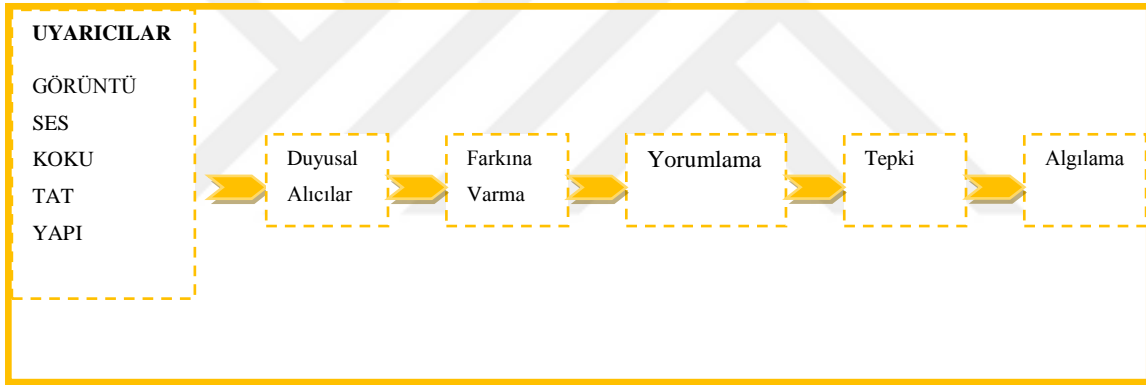 UYARICILAR
GÖRÜNTÜ
SES
KOKU
TAT
YAPI
Duyusal
Alıcılar
Farkına
Varma
Yorumlama
Tepki
Algılama